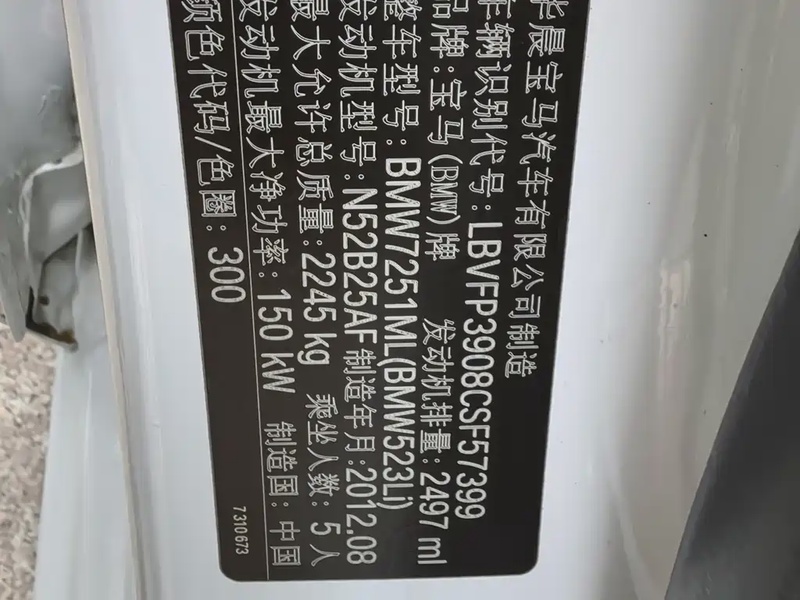 华晨宝马汽车有限公司制造
车辆识别代号:LBVFP3908CSF57399
品牌:宝马(BMW)牌 发动机排量:2497 ml
整车型号:BMW7251ML(BMW523Li)
发动机型号:N52B25AF 制造年月:2012.08
最大允许总质量:2245 kg 乘坐人数:5人
发动机最大净功率:150 kW 制造国:中国
颜色代码/色圈:300
7310673